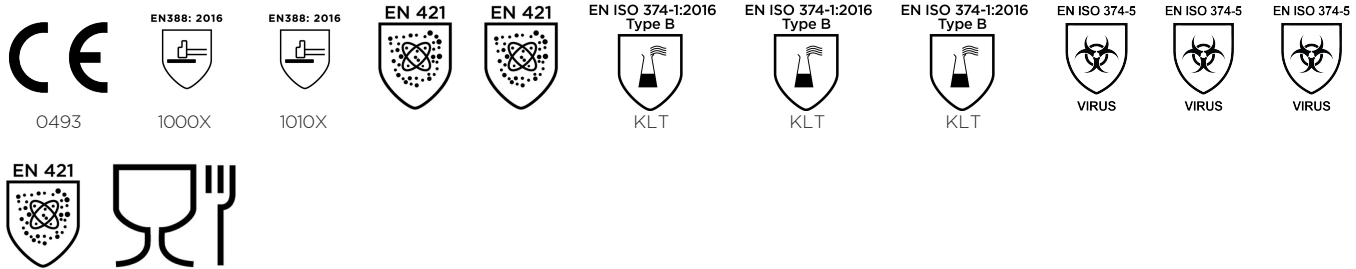 CE
0493
EN388: 2016
1000X
EN388: 2016
1010X
EN 421
EN 421
EN ISO 374-1:2016
Type B
KLT
EN ISO 374-1:2016
Type B
KLT
EN ISO 374-1:2016
Type B
KLT
EN ISO 374-5
VIRUS
EN ISO 374-5
VIRUS
EN ISO 374-5
VIRUS
EN 421